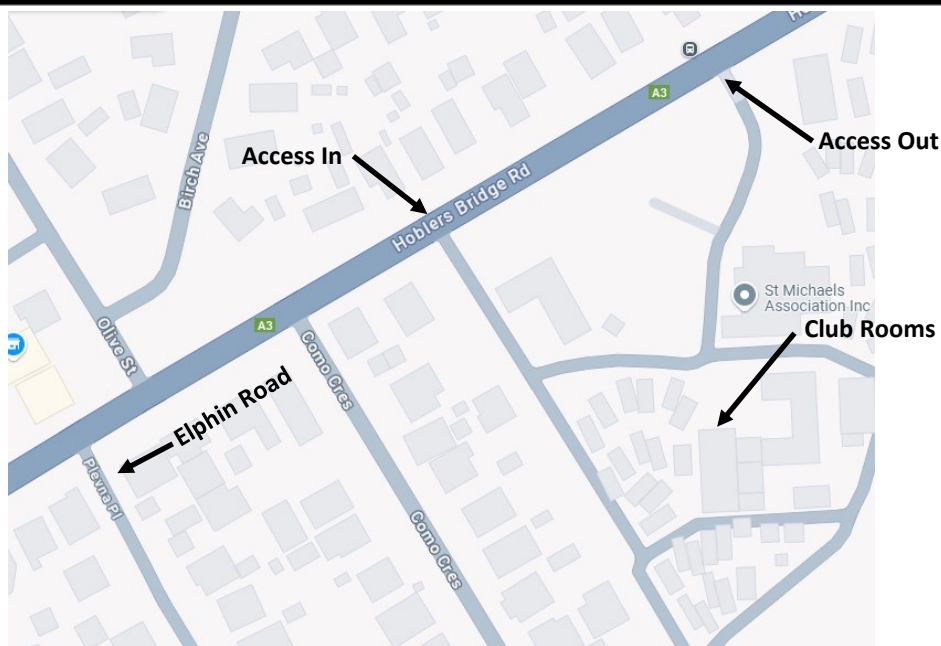 Ho
A3
Access Out
Access In
Birch Ave
Hoblers Bridge Rd
St Michaels
Association Inc
Club Rooms
A3
Olive St
Como Cres
Elphin Road
Plevna Pl
Como Cres